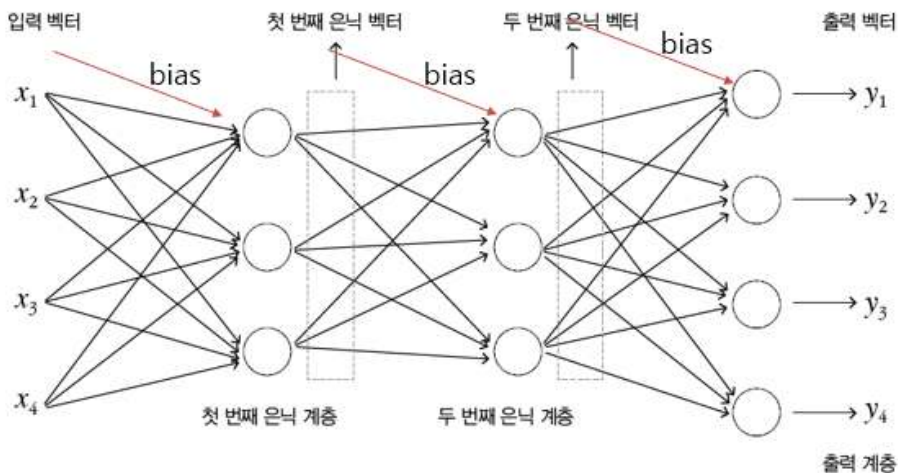 입력 벡터
첫 번째 은닉 벡터
두 번째 은닉 벡터
출력 벡터
bias
bias
bias
x1
x2
x3
x4
y1
y2
y3
y4
첫 번째 은닉 계층
두 번째 은닉 계층
출력 계층